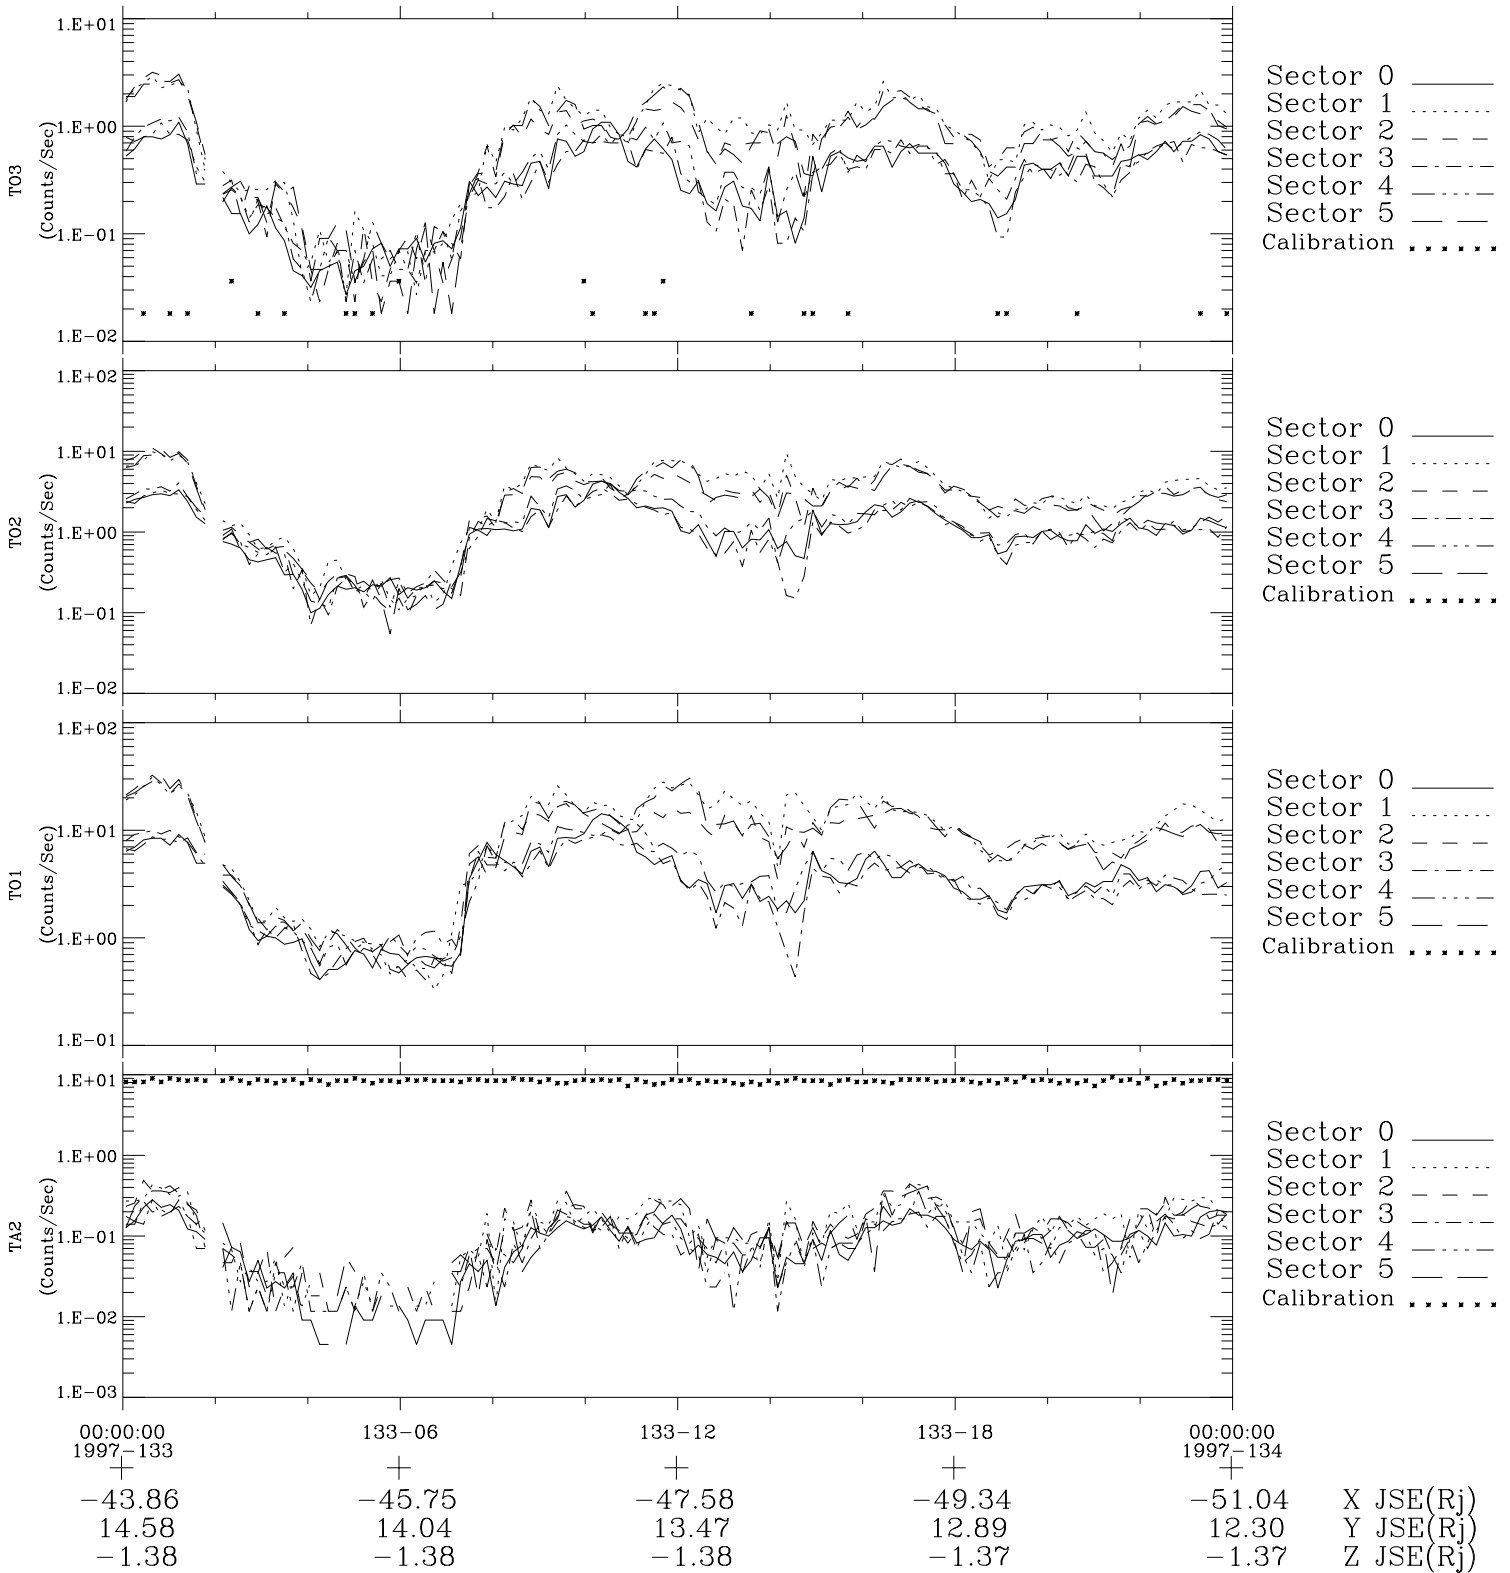 1.E+01
1.E+00
1.E-01
1.E-02
TO3
(Counts/Sec)
Sector 0
Sector 1
Sector 2
Sector 3
Sector 4
Sector 5
Calibration
1.E+02
1.E+01
1.E+00
1.E-01
1.E-02
TO2
(Counts/Sec)
Sector 0
Sector 1
Sector 2
Sector 3
Sector 4
Sector 5
Calibration
1.E+02
1.E+01
1.E+00
1.E-01
TO1
(Counts/Sec)
Sector 0
Sector 1
Sector 2
Sector 3
Sector 4
Sector 5
Calibration
1.E+01
1.E+00
1.E-01
1.E-02
1.E-03
TA2
(Counts/Sec)
Sector 0
Sector 1
Sector 2
Sector 3
Sector 4
Sector 5
Calibration
00:00:00 133-06 133-12 133-18 00:00:00
1997-133 1997-134
-43.86 -45.75 -47.58 -49.34 -51.04 X JSE(Rj)
14.58 14.04 13.47 12.89 12.30 Y JSE(Rj)
-1.38 -1.38 -1.38 -1.37 -1.37 Z JSE(Rj)